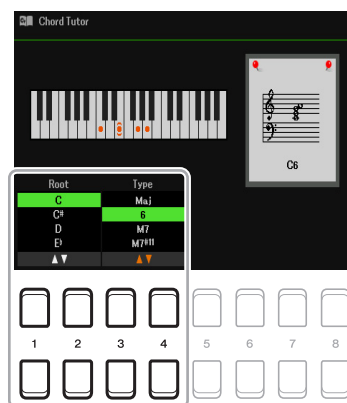 Chord Tutor
C6
Root Type
C Maj
C# 6
D M7
E♭ M7#11
1 2 3 4 5 6 7 8